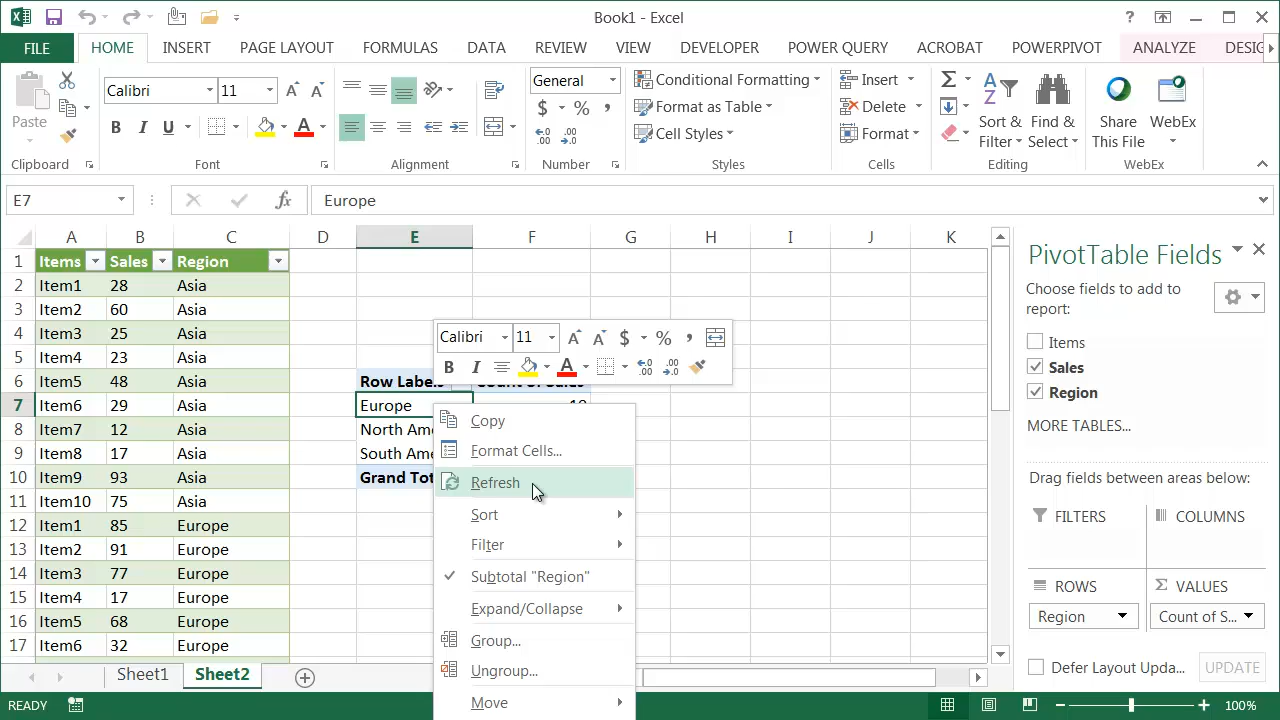 Book1 - Excel
FILE HOME INSERT PAGE LAYOUT FORMULAS DATA REVIEW VIEW DEVELOPER POWER QUERY ACROBAT POWERPIVOT ANALYZE DESIG
Paste
Calibri 11
B I U
General
$ %
Conditional Formatting
Format as Table
Cell Styles
Insert
Delete
Format
Sort & Filter
Find & Select
Share This File
WebEx
Clipboard Font Alignment Number Styles Cells Editing WebEx
E7 fx Europe
A B C D E F G H I J K
1 Items Sales Region
2 Item1 28 Asia
3 Item2 60 Asia
4 Item3 25 Asia
5 Item4 23 Asia
6 Item5 48 Asia Row Labels
7 Item6 29 Asia Europe
8 Item7 12 Asia North Ame
9 Item8 17 Asia South Ame
10 Item9 93 Asia Grand Tot
11 Item10 75 Asia
12 Item1 85 Europe
13 Item2 91 Europe
14 Item3 77 Europe
15 Item4 17 Europe
16 Item5 68 Europe
17 Item6 32 Europe
Calibri 11 $ % ,
B I A
Copy
Format Cells...
Refresh
Sort
Filter
Subtotal "Region"
Expand/Collapse
Group...
Ungroup...
Move
PivotTable Fields
Choose fields to add to
report:
Items
Sales
Region
MORE TABLES...
Drag fields between areas below:
FILTERS COLUMNS
ROWS VALUES
Region Count of S...
Defer Layout Upda... UPDATE
Sheet1 Sheet2
READY 100%